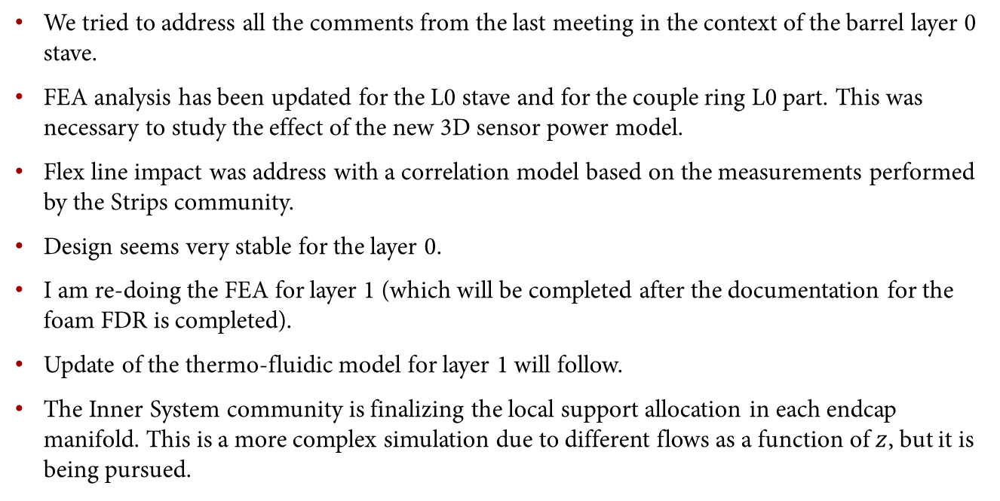 • We tried to address all the comments from the last meeting in the context of the barrel layer 0
stave.
• FEA analysis has been updated for the L0 stave and for the couple ring L0 part. This was
necessary to study the effect of the new 3D sensor power model.
• Flex line impact was address with a correlation model based on the measurements performed
by the Strips community.
• Design seems very stable for the layer 0.
• I am re-doing the FEA for layer 1 (which will be completed after the documentation for the
foam FDR is completed).
• Update of the thermo-fluidic model for layer 1 will follow.
• The Inner System community is finalizing the local support allocation in each endcap
manifold. This is a more complex simulation due to different flows as a function of z, but it is
being pursued.